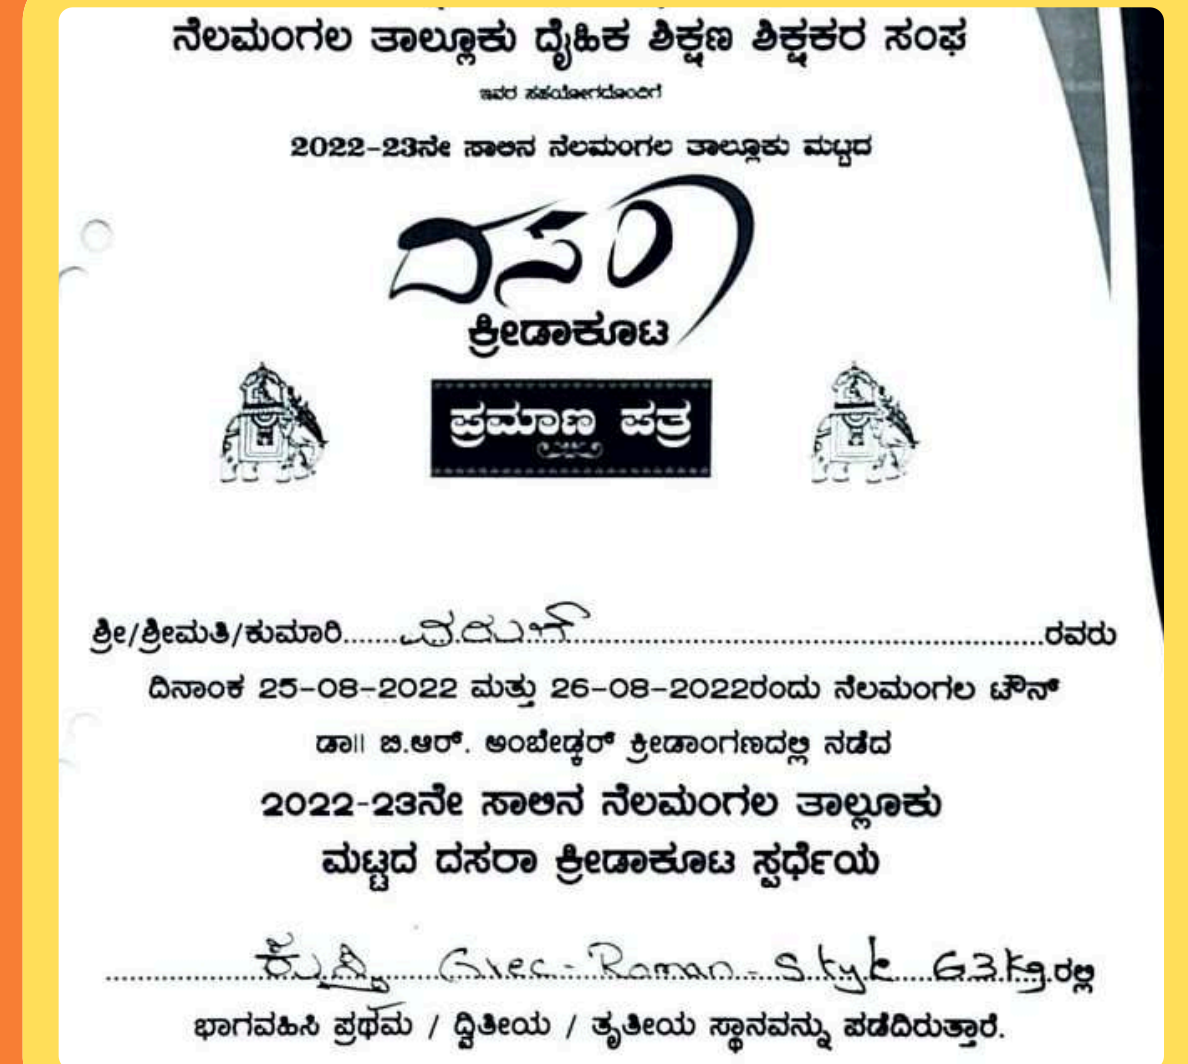 ನೆಲಮಂಗಲ ತಾಲ್ಲೂಕು ದೈಹಿಕ ಶಿಕ್ಷಣ ಶಿಕ್ಷಕರ ಸಂಘ
ಇವರ ಸಹಯೋಗದೊಂದಿಗೆ
2022-23ನೇ ಸಾಲಿನ ನೆಲಮಂಗಲ ತಾಲ್ಲೂಕು ಮಟ್ಟದ
ದಸರಾ
ಕ್ರೀಡಾಕೂಟ
ಪ್ರಮಾಣ ಪತ್ರ
ಶ್ರೀ/ಶ್ರೀಮತಿ/ಕುಮಾರಿ......ವರುಣ್......ರವರು
ದಿನಾಂಕ 25-08-2022 ಮತ್ತು 26-08-2022ರಂದು ನೆಲಮಂಗಲ ಟೌನ್
ಡಾ|| ಬಿ.ಆರ್. ಅಂಬೇಡ್ಕರ್ ಕ್ರೀಡಾಂಗಣದಲ್ಲಿ ನಡೆದ
2022-23ನೇ ಸಾಲಿನ ನೆಲಮಂಗಲ ತಾಲ್ಲೂಕು
ಮಟ್ಟದ ದಸರಾ ಕ್ರೀಡಾಕೂಟ ಸ್ಪರ್ಧೆಯ
......ಕುಸ್ತಿ Grec-Roman-Style 63Kg.ರಲ್ಲಿ
ಭಾಗವಹಿಸಿ ಪ್ರಥಮ / ದ್ವಿತೀಯ / ತೃತೀಯ ಸ್ಥಾನವನ್ನು ಪಡೆದಿರುತ್ತಾರೆ.